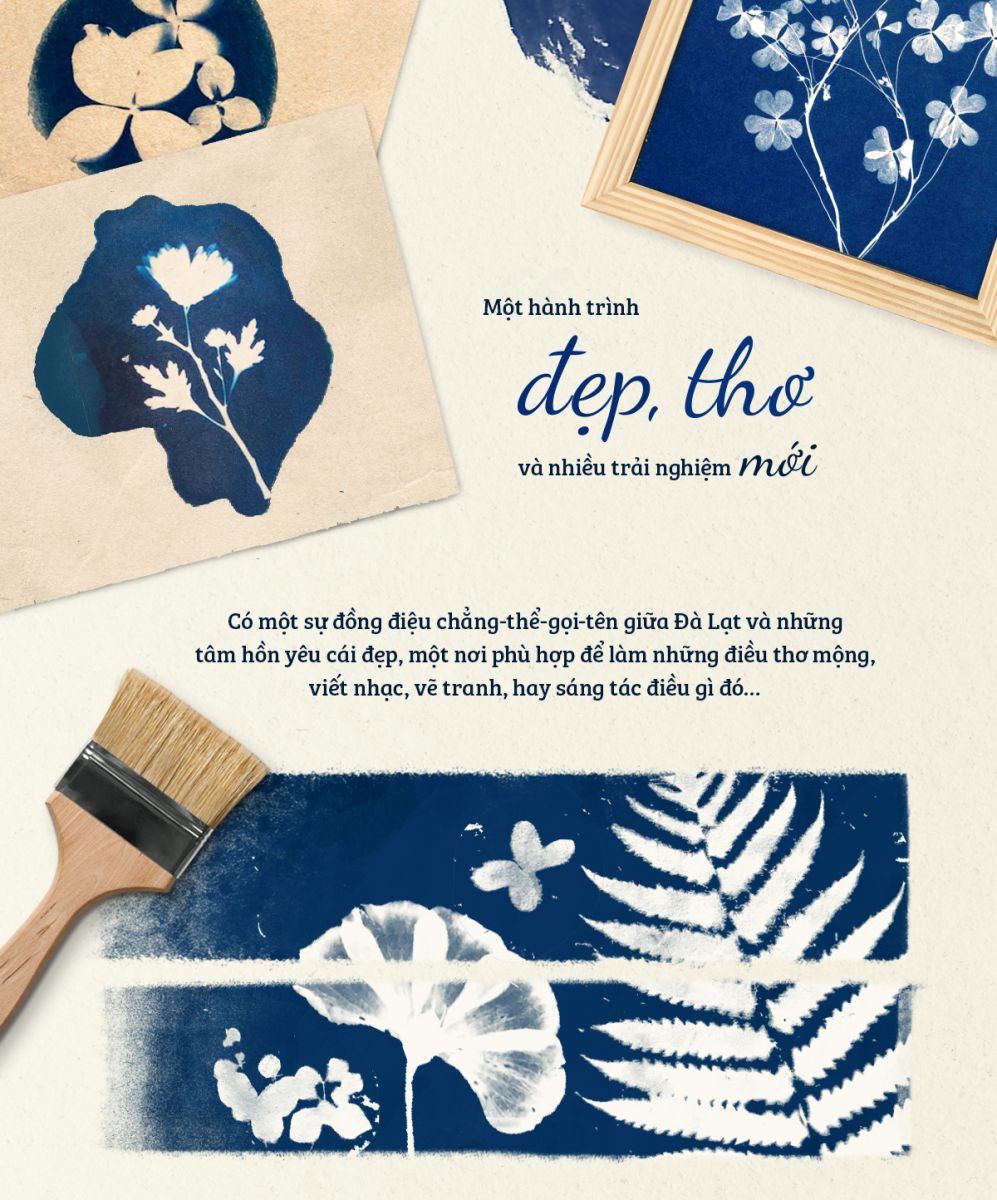 Một hành trình
đẹp, thơ
và nhiều trải nghiệm mới
Có một sự đồng điệu chẳng-thể-gọi-tên giữa Đà Lạt và những
tâm hồn yêu cái đẹp, một nơi phù hợp để làm những điều thơ mộng,
viết nhạc, vẽ tranh, hay sáng tác điều gì đó...